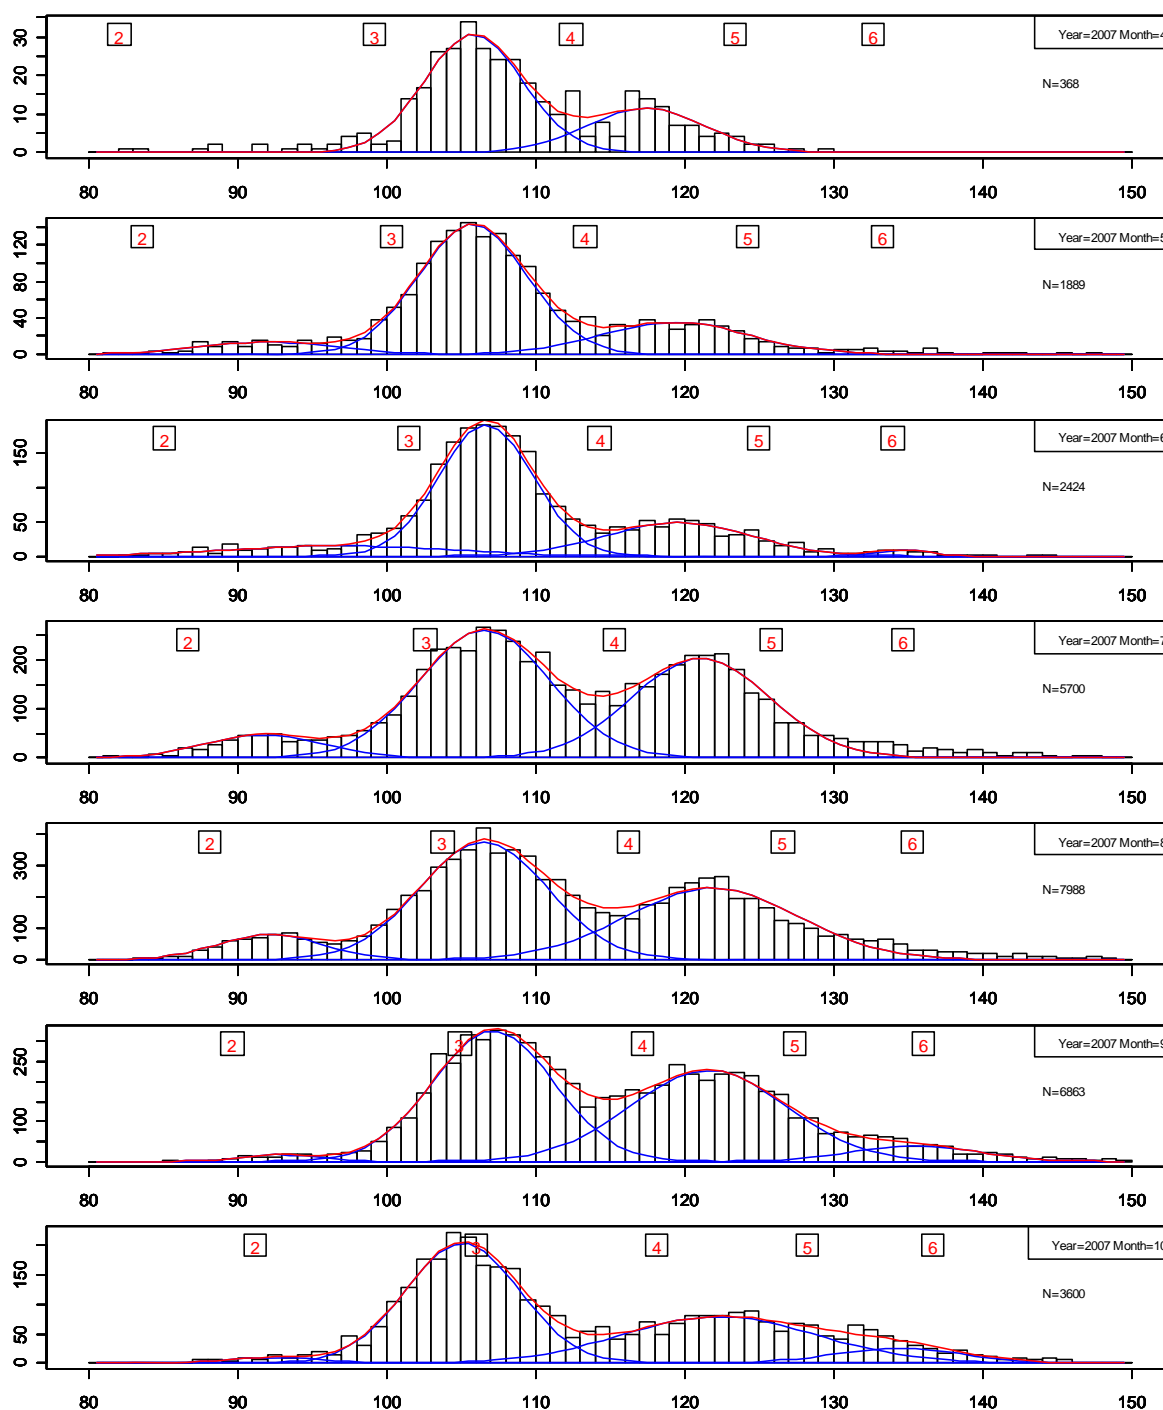 2 3 4 5 6 Year=2007 Month=4
N=368
0 10 20 30
80 90 100 110 120 130 140 150
2 3 4 5 6 Year=2007 Month=5
N=1889
0 40 80 120
80 90 100 110 120 130 140 150
2 3 4 5 6 Year=2007 Month=6
N=2424
0 50 150
80 90 100 110 120 130 140 150
2 3 4 5 6 Year=2007 Month=7
N=5700
0 100 200
80 90 100 110 120 130 140 150
2 3 4 5 6 Year=2007 Month=8
N=7988
0 100 300
80 90 100 110 120 130 140 150
2 3 4 5 6 Year=2007 Month=9
N=6863
0 100 250
80 90 100 110 120 130 140 150
2 3 4 5 6 Year=2007 Month=10
N=3600
0 50 150
80 90 100 110 120 130 140 150